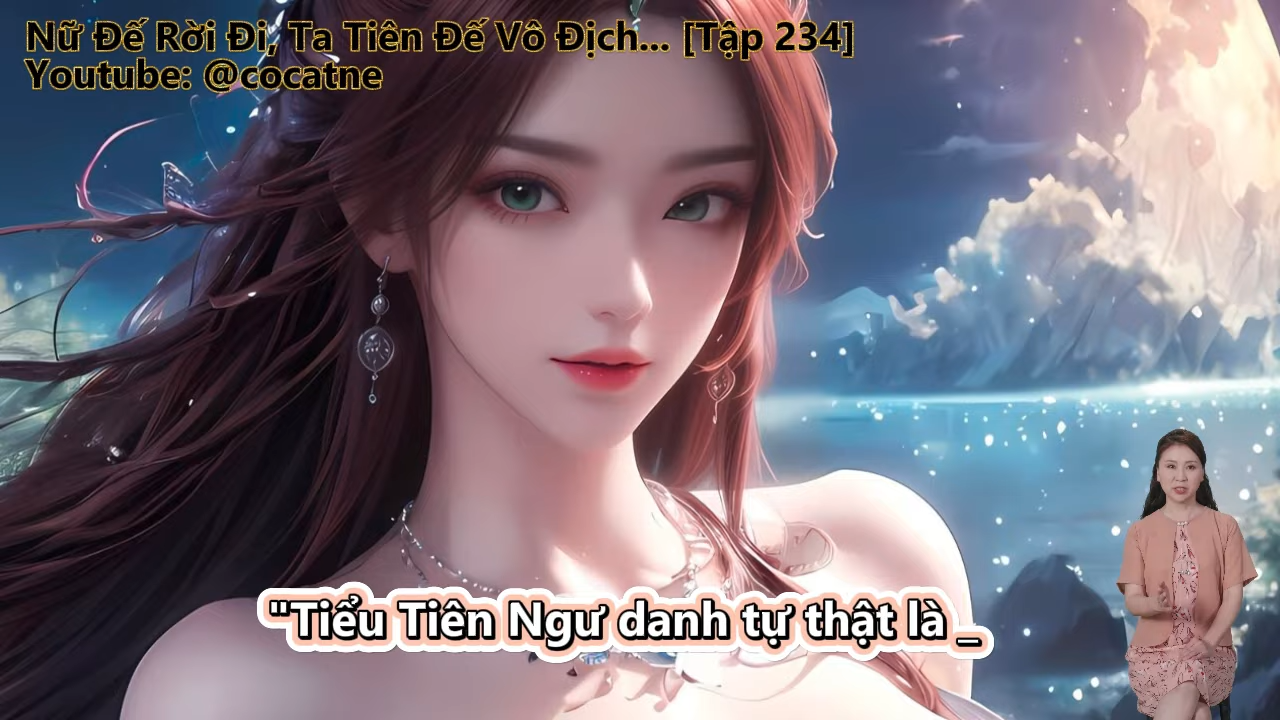 Nữ Đế Rời Đi, Ta Tiên Đế Vô Địch... [Tập 234]
Youtube: @cocatne
"Tiểu Tiên Ngư danh tự thật là _